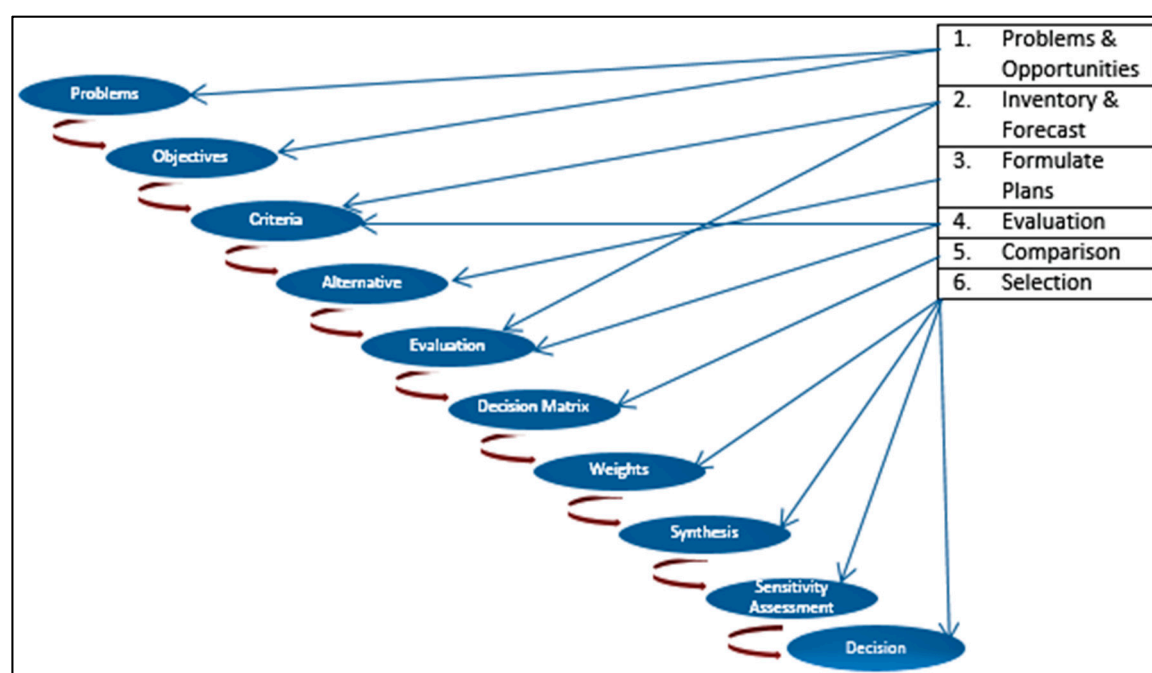 Problems
Objectives
Criteria
Alternative
Evaluation
Decision Matrix
Weights
Synthesis
Sensitivity
Assessment
Decision
1. Problems &
Opportunities
2. Inventory &
Forecast
3. Formulate
Plans
4. Evaluation
5. Comparison
6. Selection